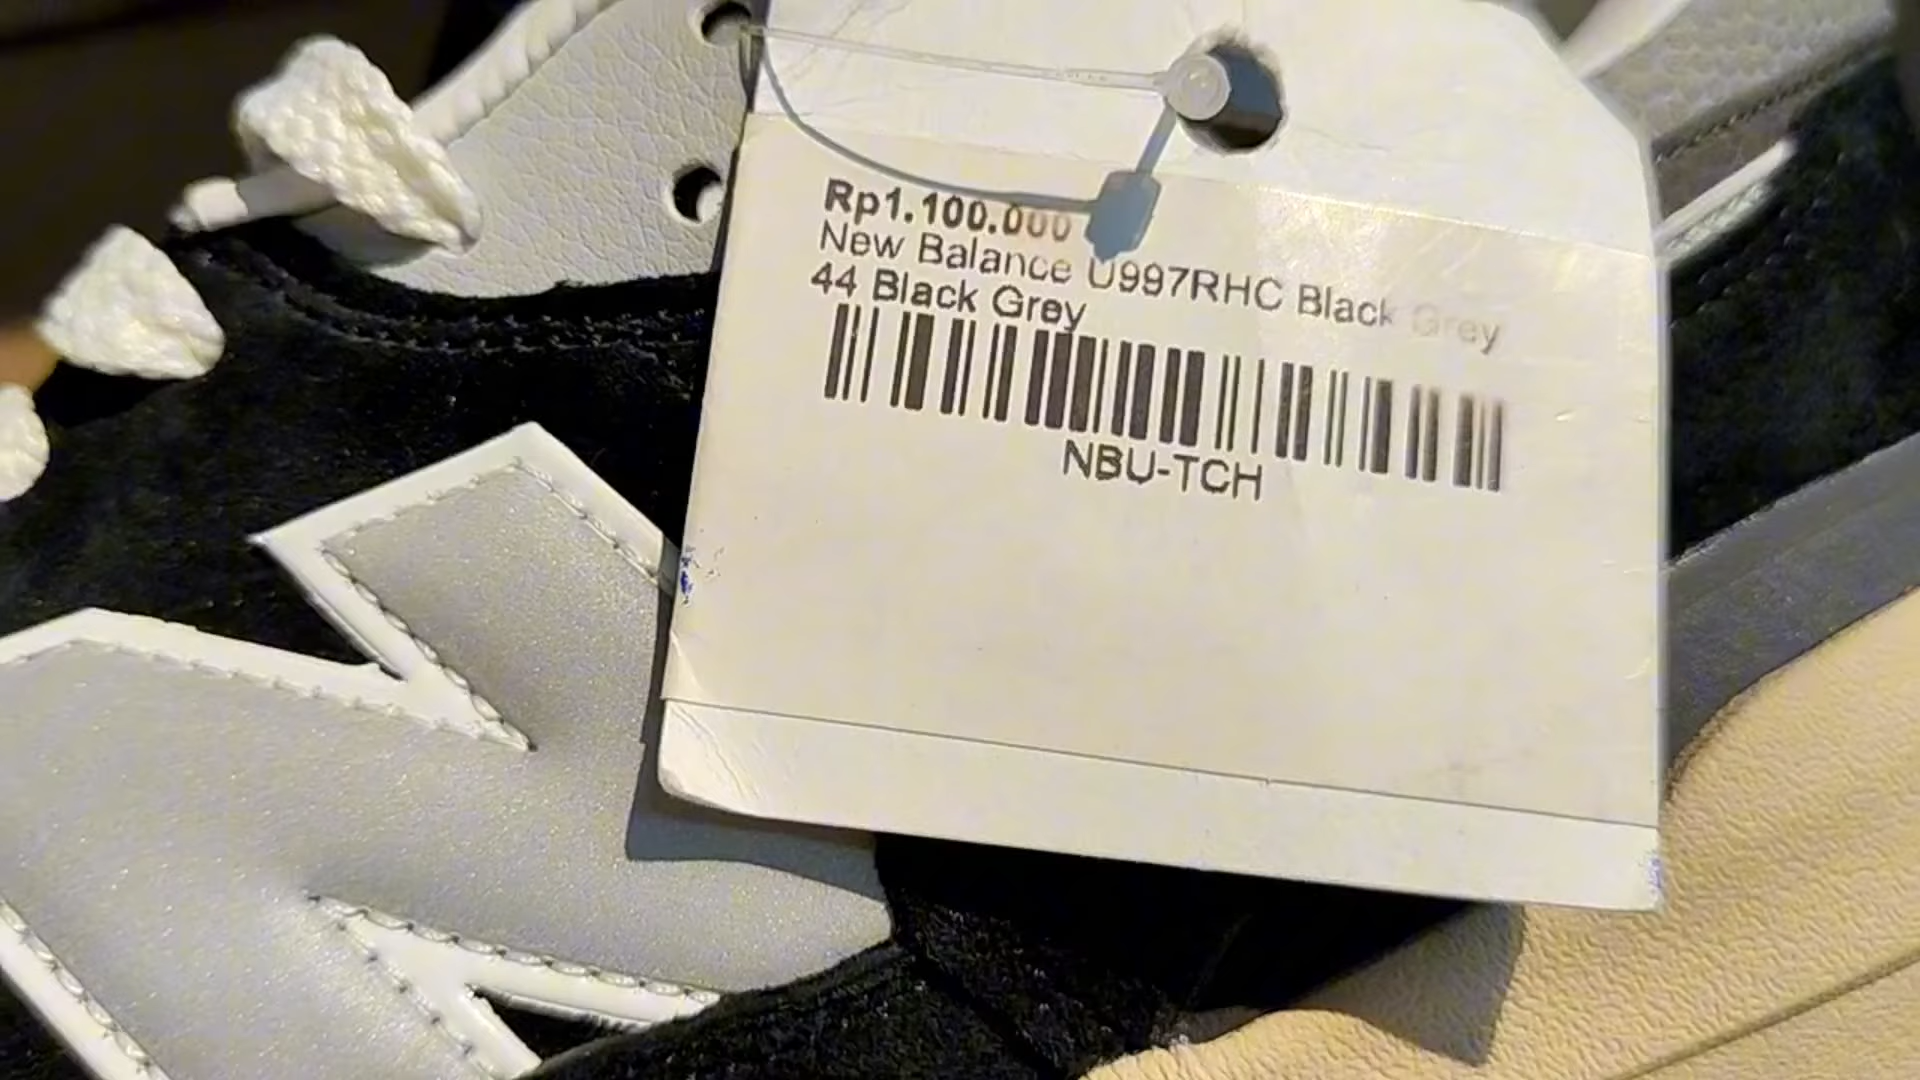 Rp1.100.000
New Balance U997RHC Black Grey
44 Black Grey
NBU-TCH